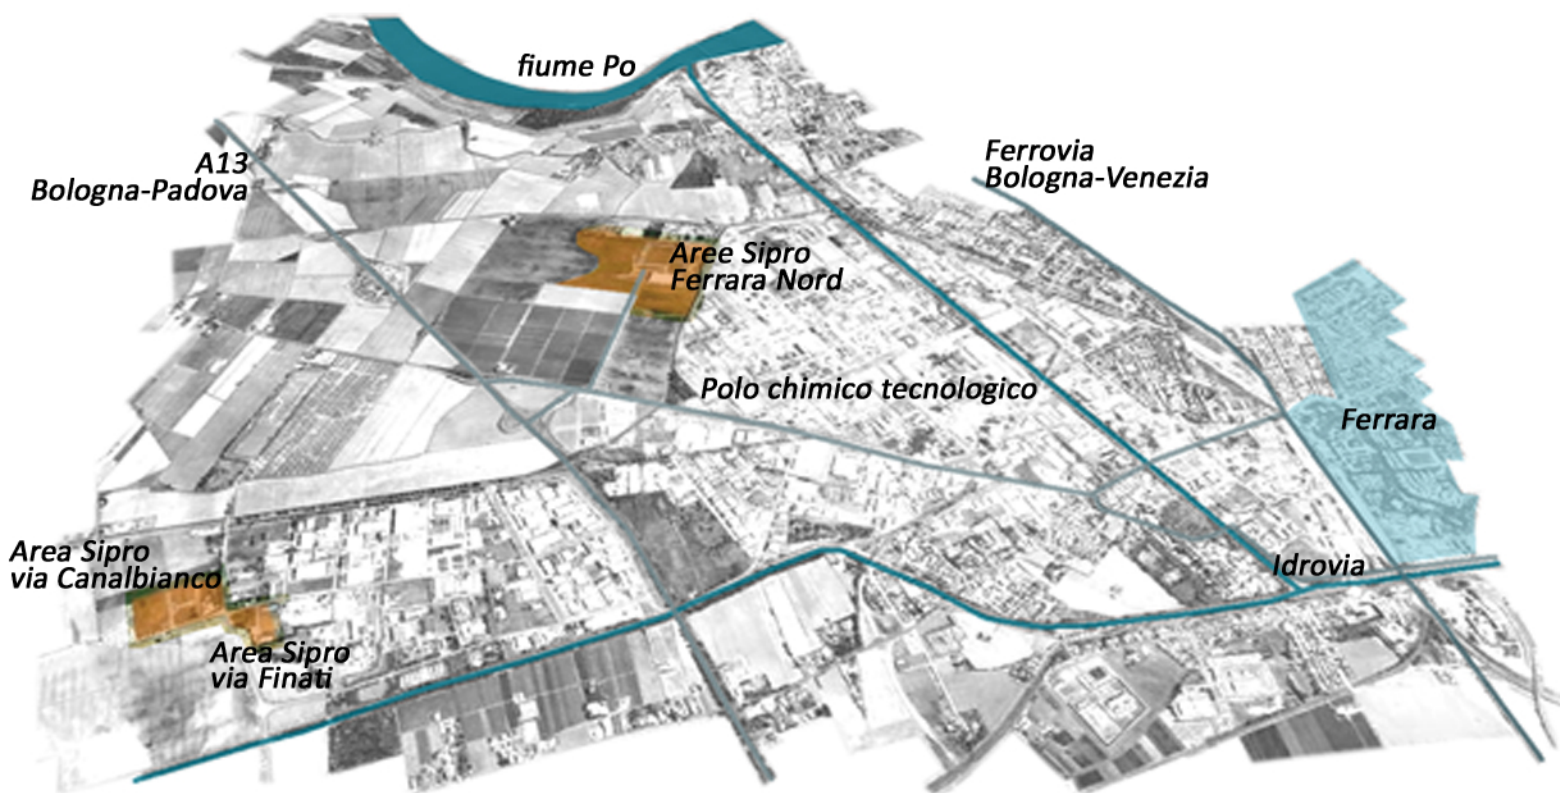 fiume Po
A13
Bologna-Padova
Ferrovia
Bologna-Venezia
Aree Sipro
Ferrara Nord
Polo chimico tecnologico
Ferrara
Area Sipro
via Canalbianco
Idrovia
Area Sipro
via Finati